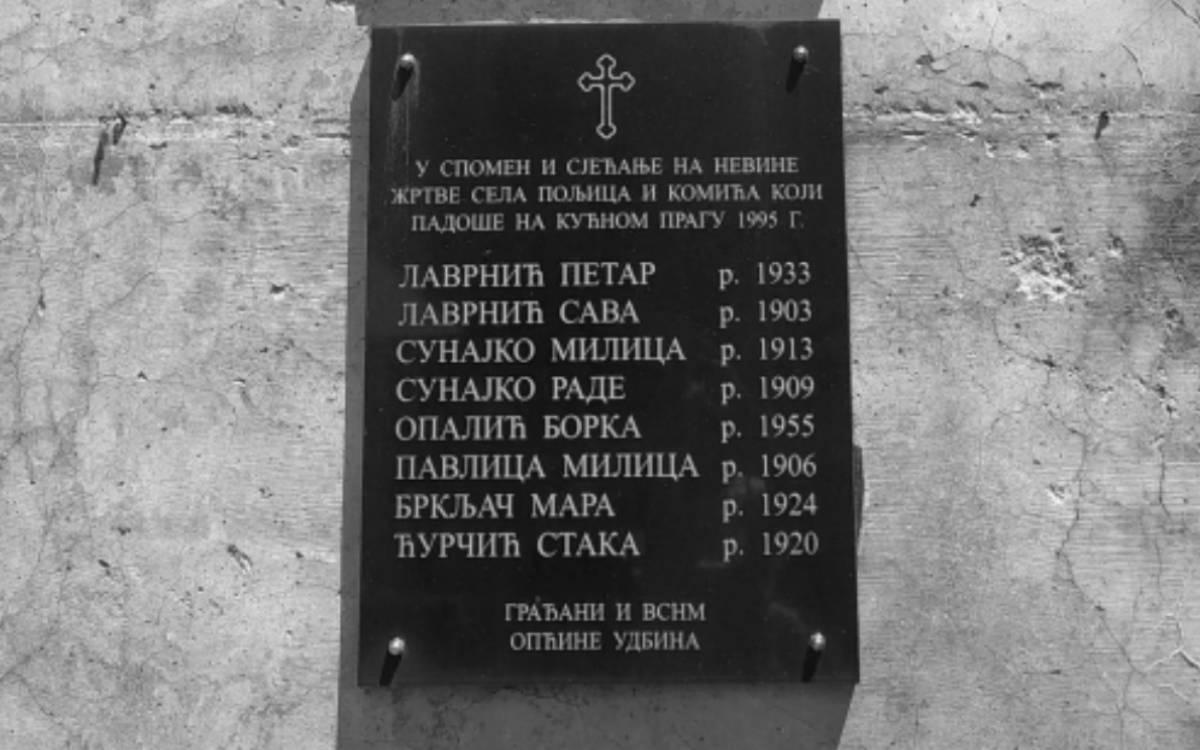 У СПОМЕН И СЈЕЋАЊЕ НА НЕВИНЕ
ЖРТВЕ СЕЛА ПОЉИЦА И КОМИЋА КОЈИ
ПАДОШЕ НА КУЋНОМ ПРАГУ 1995 Г.
ЛАВРНИЋ ПЕТАР р. 1933
ЛАВРНИЋ САВА р. 1903
СУНАЈКО МИЛИЦА р. 1913
СУНАЈКО РАДЕ р. 1909
ОПАЛИЋ БОРКА р. 1955
ПАВЛИЦА МИЛИЦА р. 1906
БРКЉАЧ МАРА р. 1924
ЋУРЧИЋ СТАКА р. 1920
ГРАЂАНИ И ВСНМ
ОПЋИНЕ УДБИНА